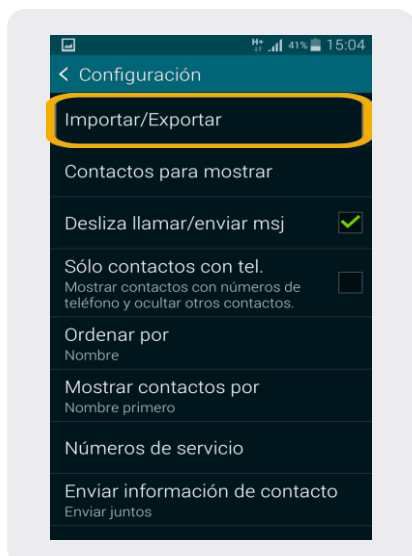 H+ 41% 15:04
< Configuración
Importar/Exportar
Contactos para mostrar
Desliza llamar/enviar msj
Sólo contactos con tel.
Mostrar contactos con números de
teléfono y ocultar otros contactos.
Ordenar por
Nombre
Mostrar contactos por
Nombre primero
Números de servicio
Enviar información de contacto
Enviar juntos